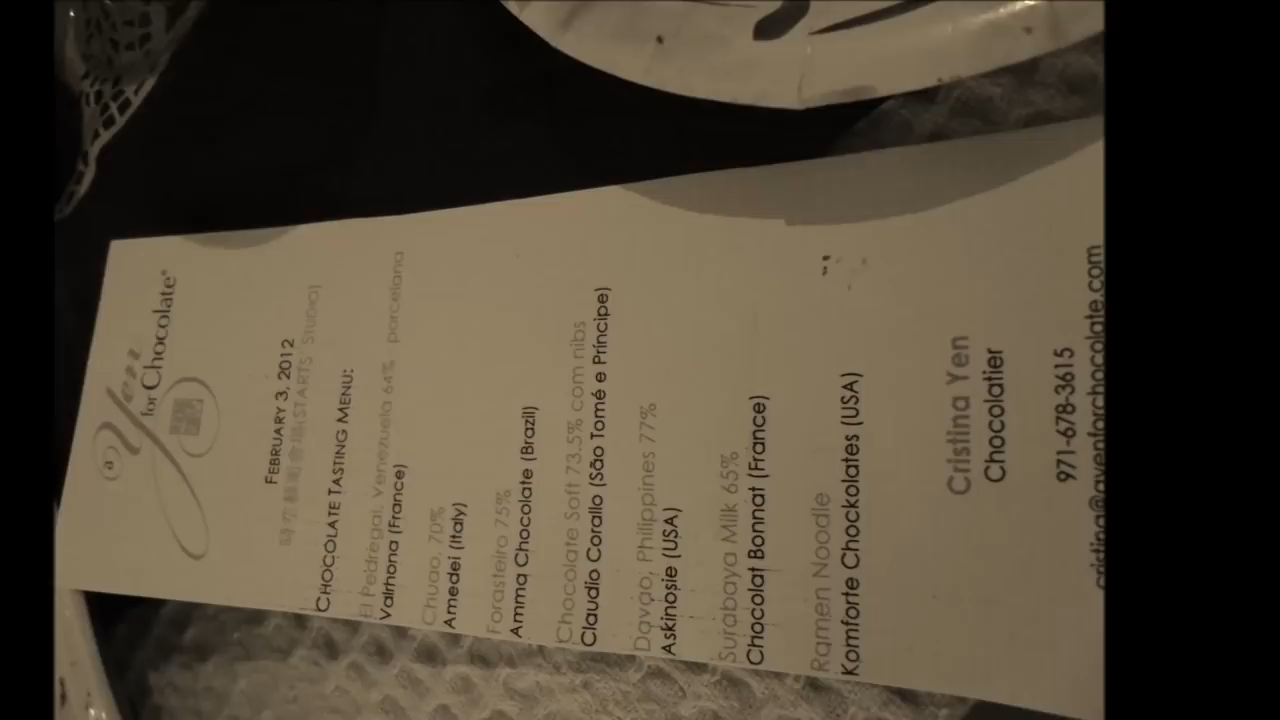 a Yen
for Chocolate®
FEBRUARY 3, 2012
STARTS STUDIO]
CHOCOLATE TASTING MENU:
El Pedregal, Venezuela 64% porcelana
Valrhona (France)
Chuao, 70%
Amedei (Italy)
Forasteiro 75%
Amma Chocolate (Brazil)
Chocolate Soft 73.5% com nibs
Claudio Corallo (São Tomé e Príncipe)
Davao, Philippines 77%
Askinosie (USA)
Surabaya Milk 65%
Chocolat Bonnat (France)
Ramen Noodle
Komforte Chockolates (USA)
Cristina Yen
Chocolatier
971-678-3615
cristina@ayenforchocolate.com